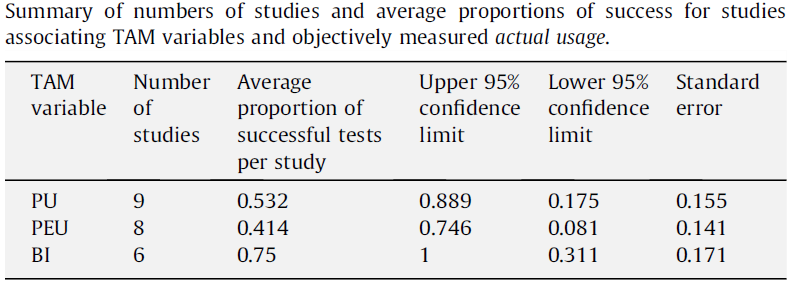 Summary of numbers of studies and average proportions of success for studies
associating TAM variables and objectively measured actual usage.
TAM Number Average Upper 95% Lower 95% Standard
variable of proportion of confidence confidence error
studies successful tests limit limit
per study
PU 9 0.532 0.889 0.175 0.155
PEU 8 0.414 0.746 0.081 0.141
BI 6 0.75 1 0.311 0.171